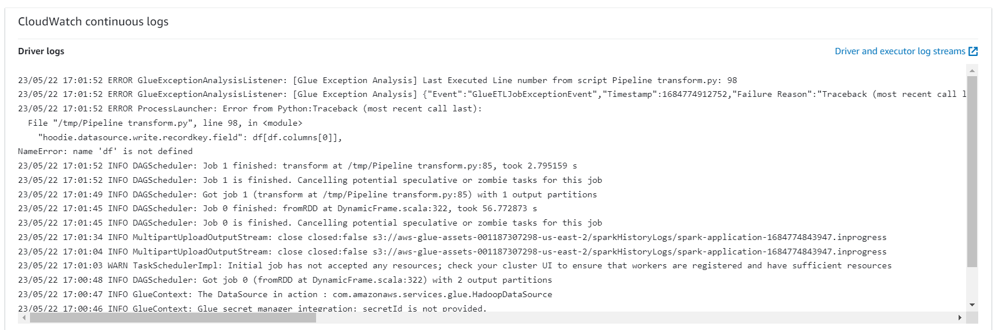 CloudWatch continuous logs
Driver logs
Driver and executor log streams
23/05/22 17:01:52 ERROR GlueExceptionAnalysisListener: [Glue Exception Analysis] Last Executed Line number from script Pipeline transform.py: 98
23/05/22 17:01:52 ERROR GlueExceptionAnalysisListener: [Glue Exception Analysis] {"Event":"GlueETLJobExceptionEvent","Timestamp":1684774912752,"Failure Reason":"Traceback (most recent call l
23/05/22 17:01:52 ERROR ProcessLauncher: Error from Python:Traceback (most recent call last):
  File "/tmp/Pipeline transform.py", line 98, in <module>
    "hoodie.datasource.write.recordkey.field": df[df.columns[0]],
NameError: name 'df' is not defined
23/05/22 17:01:52 INFO DAGScheduler: Job 1 finished: transform at /tmp/Pipeline transform.py:85, took 2.795159 s
23/05/22 17:01:52 INFO DAGScheduler: Job 1 is finished. Cancelling potential speculative or zombie tasks for this job
23/05/22 17:01:49 INFO DAGScheduler: Got job 1 (transform at /tmp/Pipeline transform.py:85) with 1 output partitions
23/05/22 17:01:45 INFO DAGScheduler: Job 0 finished: fromRDD at DynamicFrame.scala:322, took 56.772873 s
23/05/22 17:01:45 INFO DAGScheduler: Job 0 is finished. Cancelling potential speculative or zombie tasks for this job
23/05/22 17:01:34 INFO MultipartUploadOutputStream: close closed:false s3://aws-glue-assets-001187307298-us-east-2/sparkHistoryLogs/spark-application-1684774843947.inprogress
23/05/22 17:01:04 INFO MultipartUploadOutputStream: close closed:false s3://aws-glue-assets-001187307298-us-east-2/sparkHistoryLogs/spark-application-1684774843947.inprogress
23/05/22 17:01:03 WARN TaskSchedulerImpl: Initial job has not accepted any resources; check your cluster UI to ensure that workers are registered and have sufficient resources
23/05/22 17:00:48 INFO DAGScheduler: Got job 0 (fromRDD at DynamicFrame.scala:322) with 2 output partitions
23/05/22 17:00:47 INFO GlueContext: The DataSource in action : com.amazonaws.services.glue.HadoopDataSource
23/05/22 17:00:46 INFO GlueContext: Glue secret manager integration: secretId is not provided.